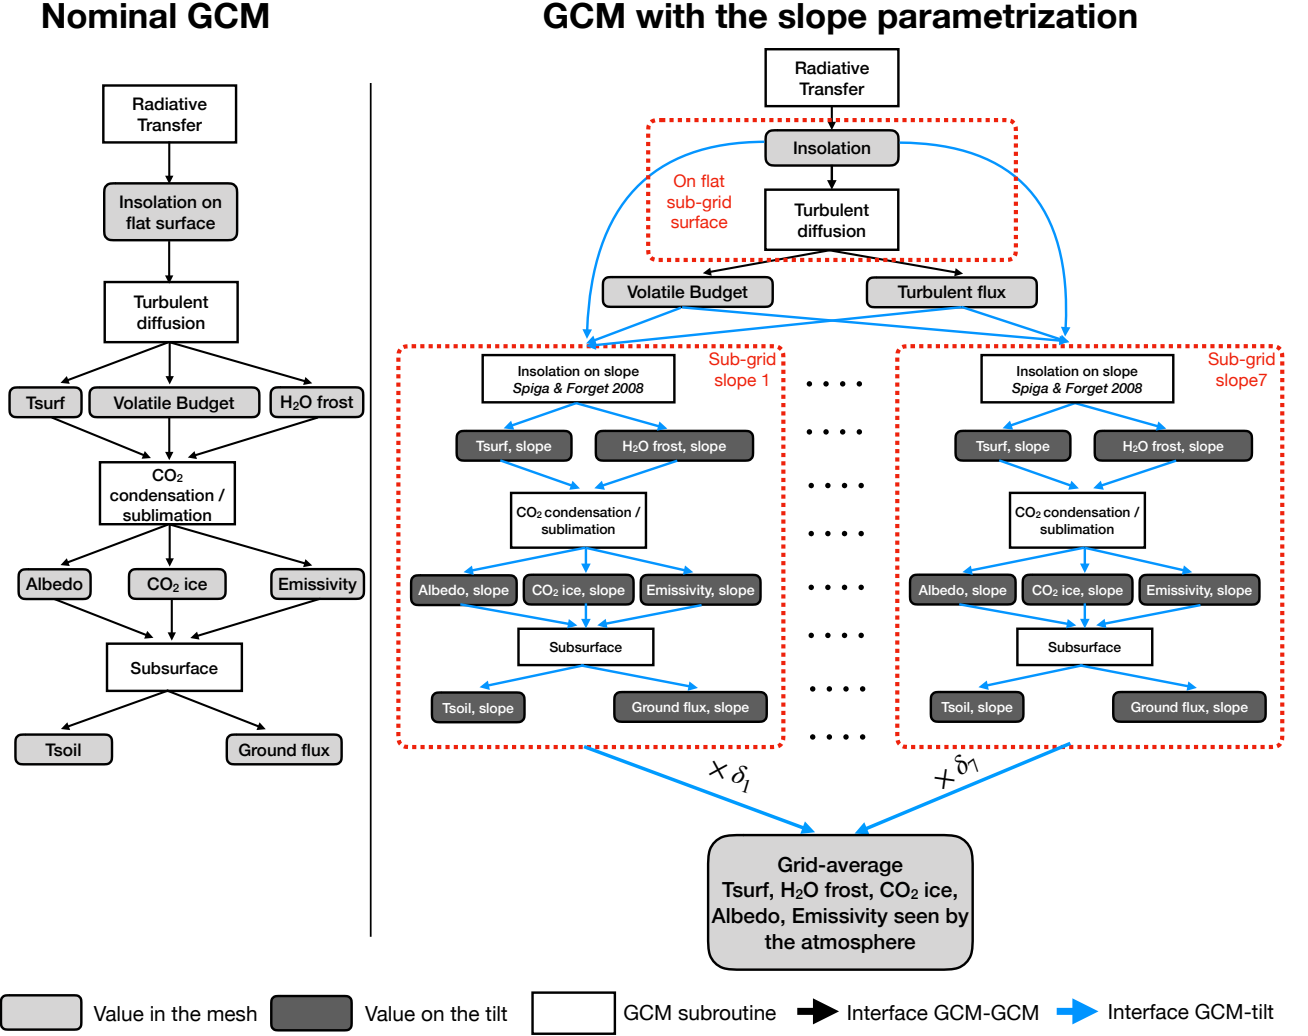 Nominal GCM
Radiative
Transfer
Insolation on
flat surface
Turbulent
diffusion
Tsurf
Volatile Budget
H₂O frost
CO₂
condensation /
sublimation
Albedo
CO₂ ice
Emissivity
Subsurface
Tsoil
Ground flux
GCM with the slope parametrization
Radiative
Transfer
Insolation
On flat
sub-grid
surface
Turbulent
diffusion
Volatile Budget
Turbulent flux
Sub-grid
slope 1
Insolation on slope
Spiga & Forget 2008
Tsurf, slope
H₂O frost, slope
CO₂ condensation /
sublimation
Albedo, slope
CO₂ ice, slope
Emissivity, slope
Subsurface
Tsoil, slope
Ground flux, slope
Sub-grid
slope7
Insolation on slope
Spiga & Forget 2008
Tsurf, slope
H₂O frost, slope
CO₂ condensation /
sublimation
Albedo, slope
CO₂ ice, slope
Emissivity, slope
Subsurface
Tsoil, slope
Ground flux, slope
× δ₁
× δ₇
Grid-average
Tsurf, H₂O frost, CO₂ ice,
Albedo, Emissivity seen by
the atmosphere
Value in the mesh
Value on the tilt
GCM subroutine
Interface GCM-GCM
Interface GCM-tilt